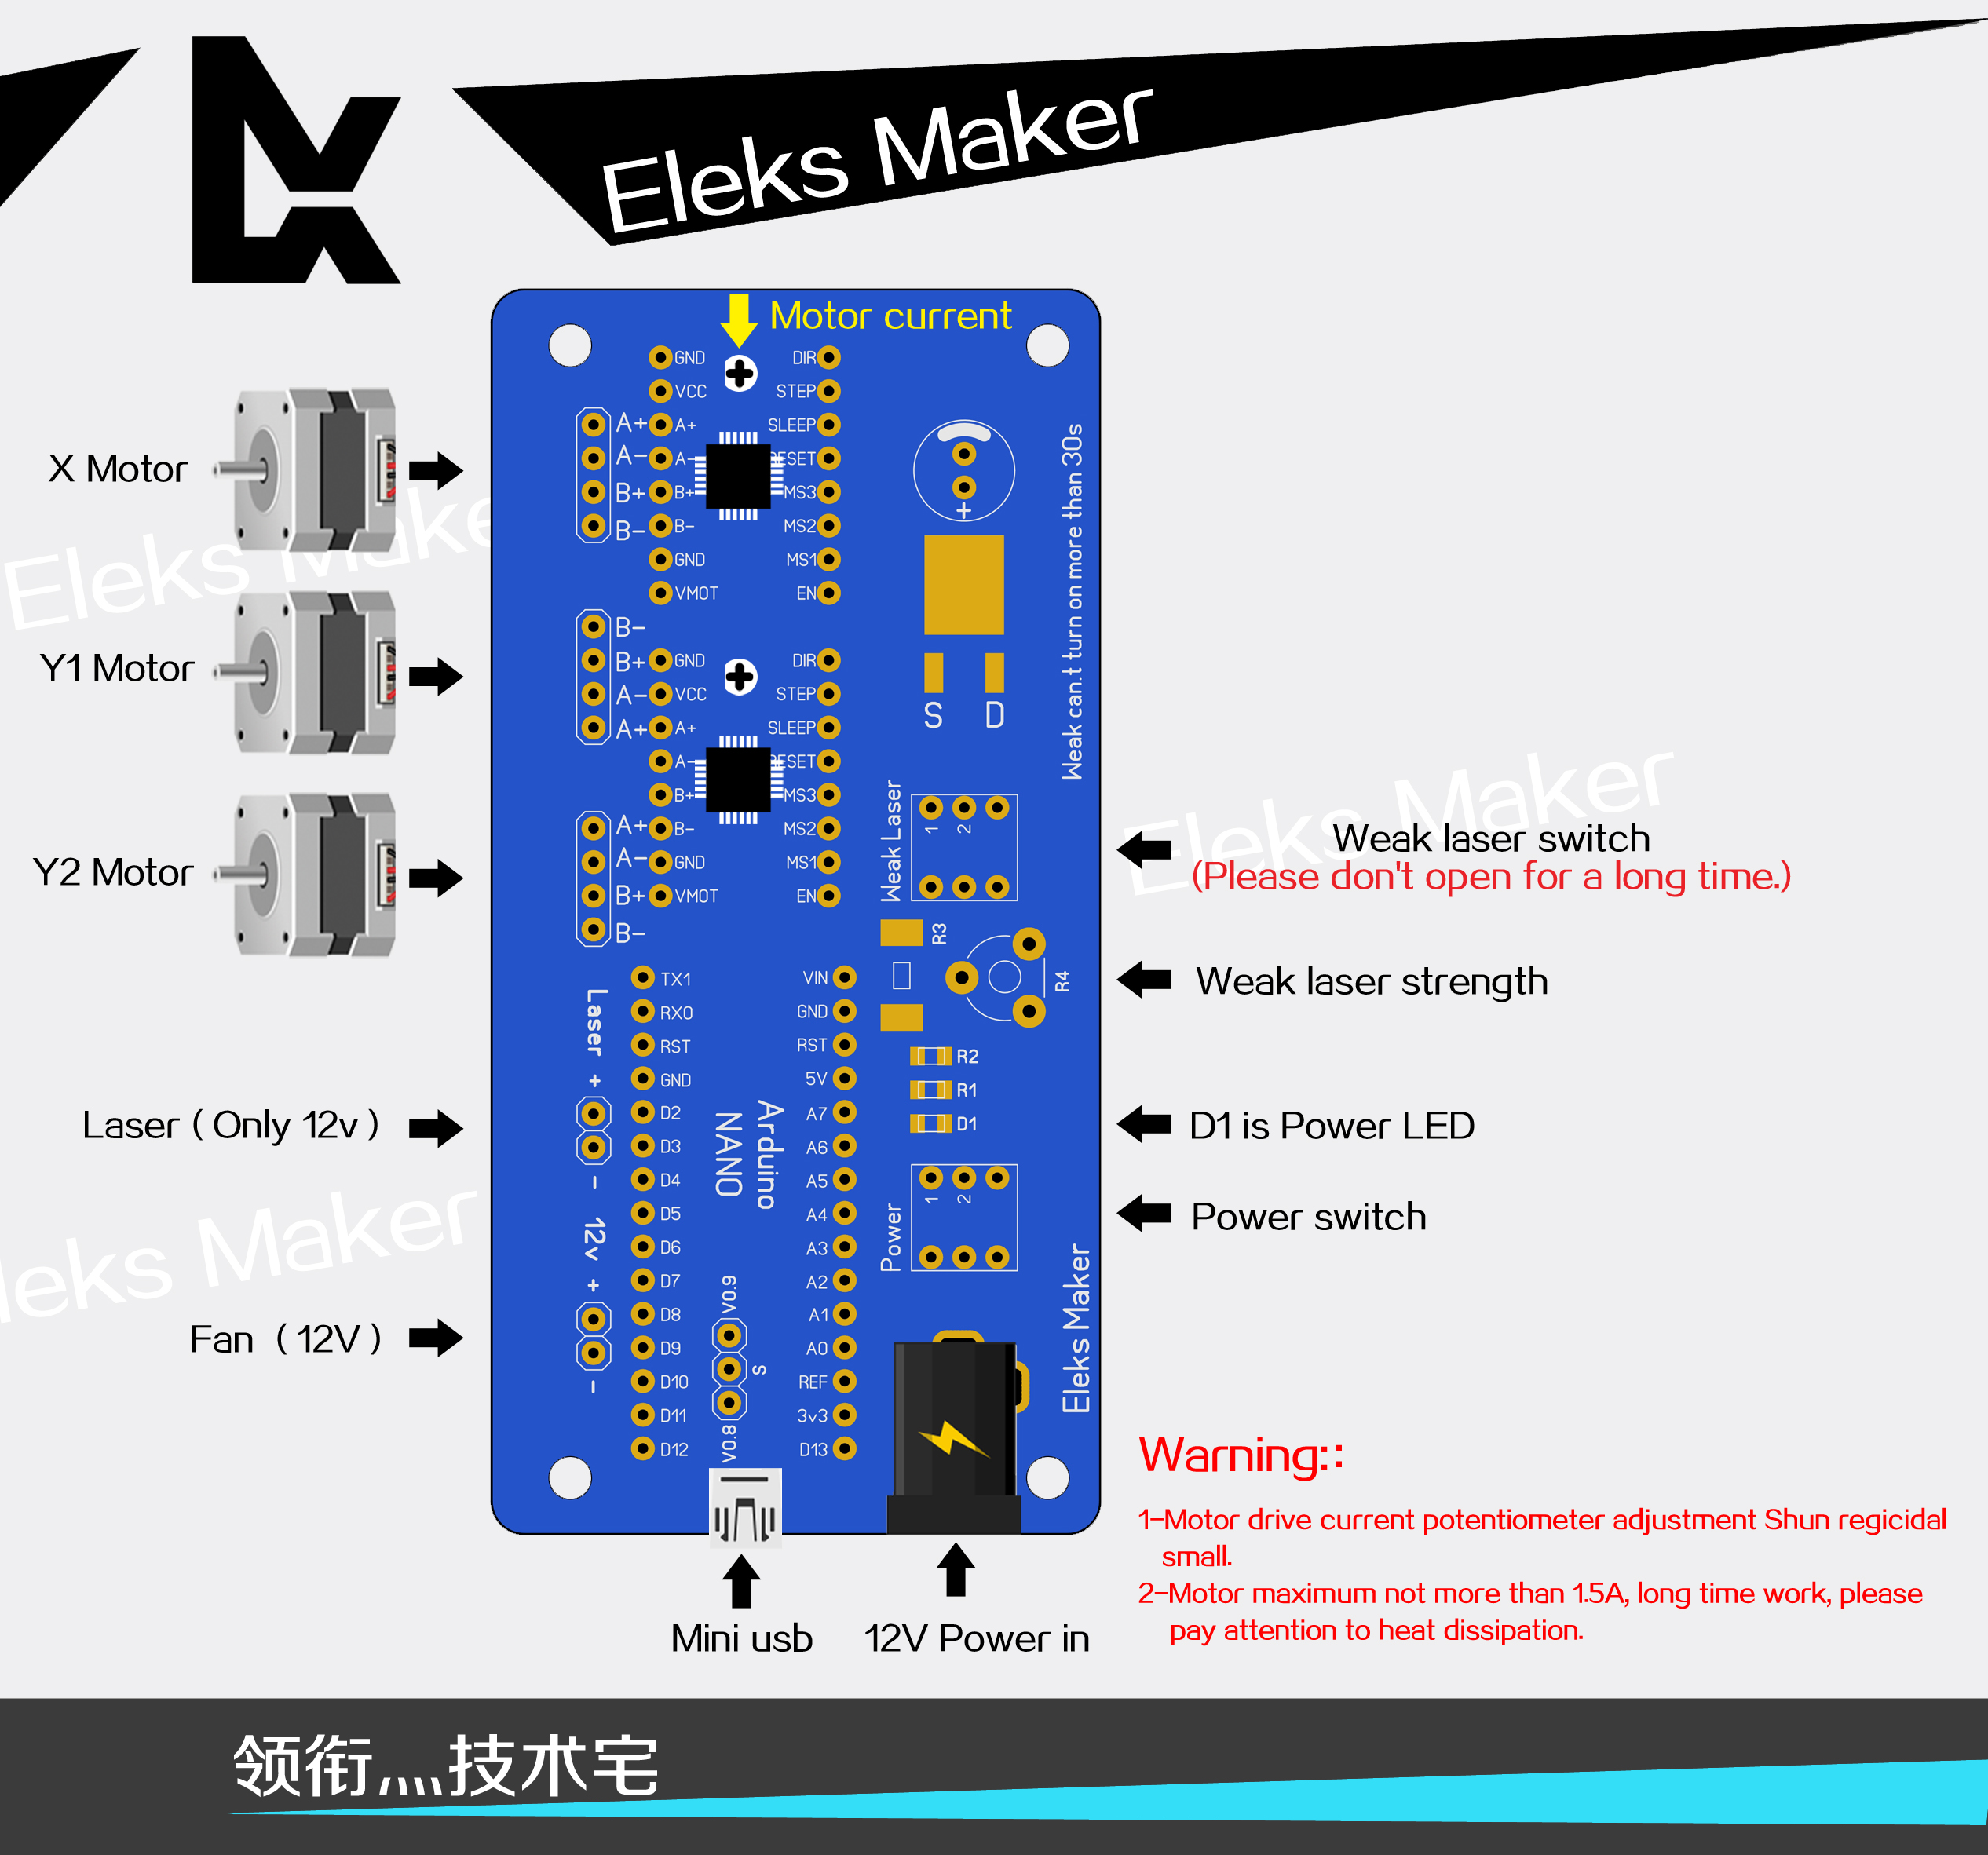 Eleks Maker
Motor current
GND
VCC
A+
A-
B+
B-
GND
VMOT
DIR
STEP
SLEEP
RESET
MS3
MS2
MS1
EN
A+
A-
B+
B-
X Motor
Eleks Maker
Weak can.t turn on more than 30s
+
S D
Y1 Motor
B-
B+
A-
A+
GND
VCC
A+
A-
B+
B-
GND
VMOT
DIR
STEP
SLEEP
RESET
MS3
MS2
MS1
EN
Y2 Motor
A+
A-
B+
B-
Weak Laser
1 2
Eleks Maker
Weak laser switch
(Please don't open for a long time.)
R3
R4
Weak laser strength
R2
R1
D1
D1 is Power LED
Laser + -
Laser ( Only 12v )
TX1
RX0
RST
GND
D2
D3
D4
D5
D6
D7
D8
D9
D10
D11
D12
Arduino
NANO
VIN
GND
RST
5V
A7
A6
A5
A4
A3
A2
A1
A0
REF
3v3
D13
Power
1 2
Power switch
Eleks Maker
12v + -
Fan ( 12V )
V0.9
S
V0.8
Eleks Maker
Mini usb
12V Power in
Warning::
1-Motor drive current potentiometer adjustment Shun regicidal
small.
2-Motor maximum not more than 1.5A, long time work, please
pay attention to heat dissipation.
领衔,,,,技术宅